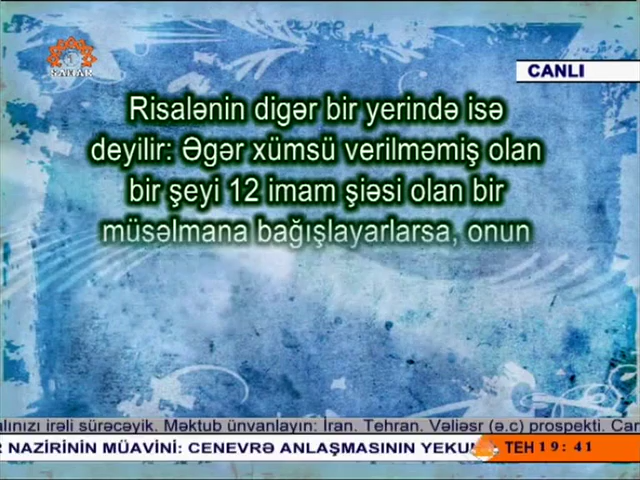 SAHAR
CANLI
Risalənin digər bir yerində isə
deyilir: Əgər xümsü verilməmiş olan
bir şeyi 12 imam şiəsi olan bir
müsəlmana bağışlayarlarsa, onun
alınızı irəli sürəcəyik. Məktub ünvanlayın: İran. Tehran. Vəliəsr (ə.c) prospekti. Car
R NAZİRİNİN MÜAVİNİ: CENEVRƏ ANLAŞMASININ YEKU
TEH 19:41